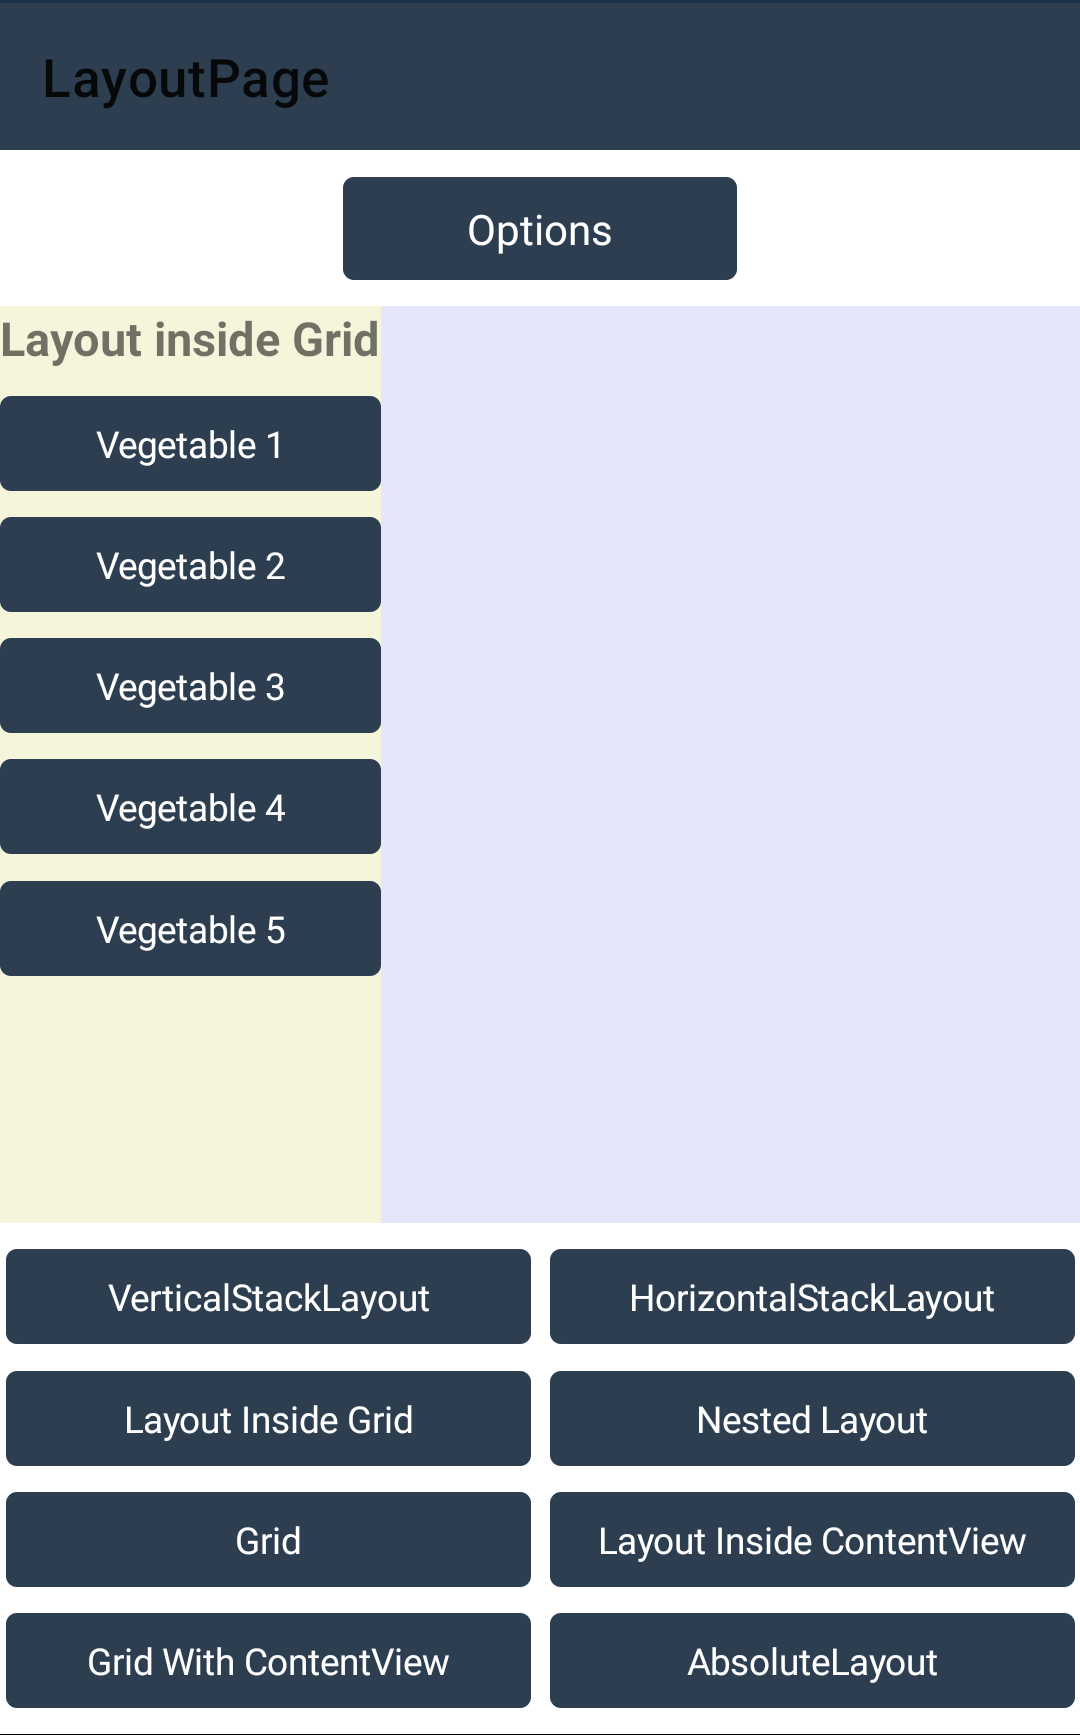 LayoutPage
Options
Layout inside Grid
Vegetable 1
Vegetable 2
Vegetable 3
Vegetable 4
Vegetable 5
VerticalStackLayout
HorizontalStackLayout
Layout Inside Grid
Nested Layout
Grid
Layout Inside ContentView
Grid With ContentView
AbsoluteLayout